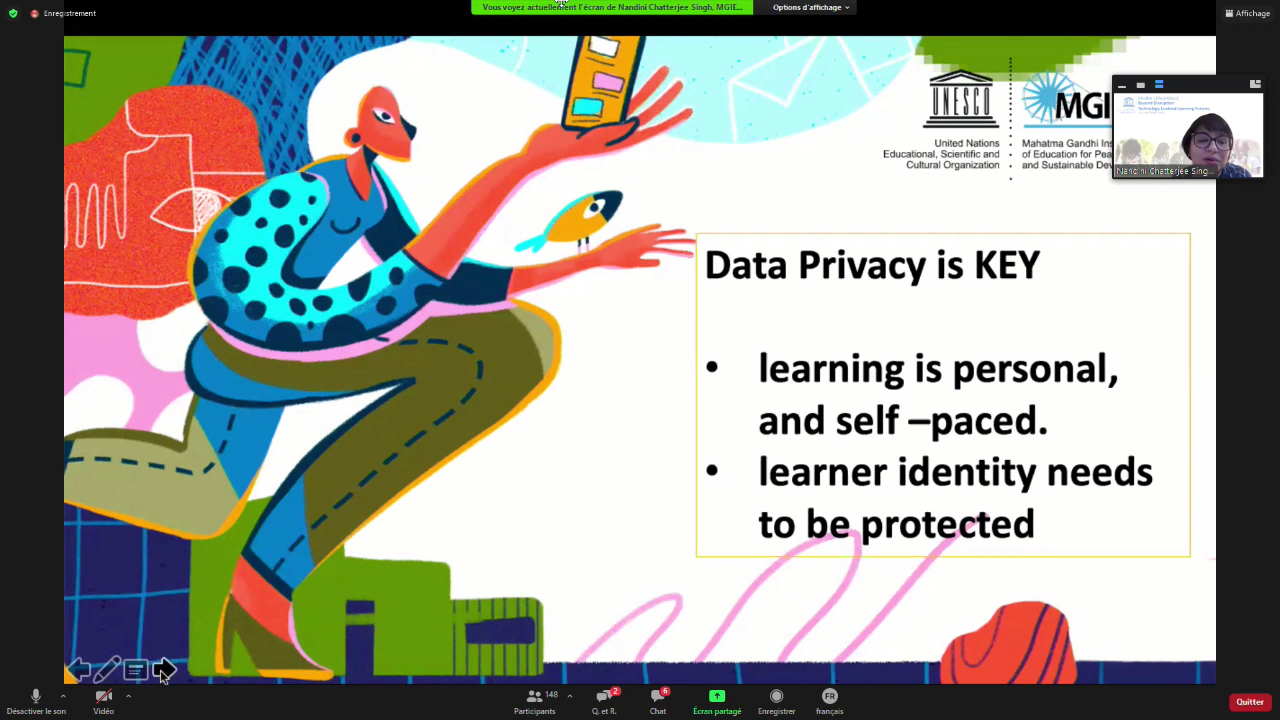 Enregistrement
Vous voyez actuellement l'écran de Nandini Chatterjee Singh, MGIE...
Options d'affichage
Affichage
UNESCO
MGI
United Nations
Educational, Scientific and
Cultural Organization
Mahatma Gandhi Ins
of Education for Pea
and Sustainable Dev
Nandini Chatterjee Sing...
Data Privacy is KEY
• learning is personal,
and self –paced.
• learner identity needs
to be protected
Désactiver le son
Vidéo
148
Participants
2
Q. et R.
6
Chat
Écran partagé
Enregistrer
FR
français
Quitter